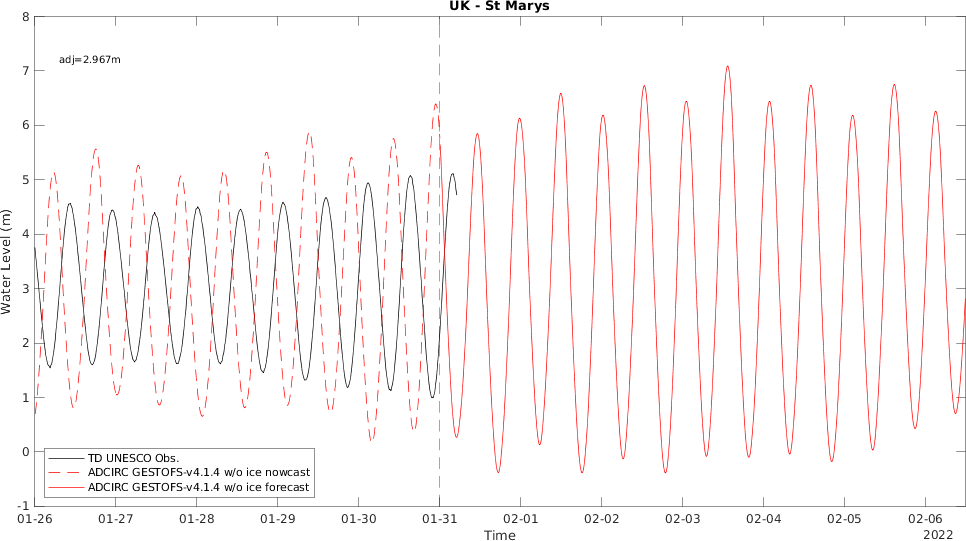 UK - St Marys
adj=2.967m
8
7
6
5
4
3
2
1
0
-1
Water Level (m)
TD UNESCO Obs.
ADCIRC GESTOFS-v4.1.4 w/o ice nowcast
ADCIRC GESTOFS-v4.1.4 w/o ice forecast
01-26 01-27 01-28 01-29 01-30 01-31 02-01 02-02 02-03 02-04 02-05 02-06
Time
2022